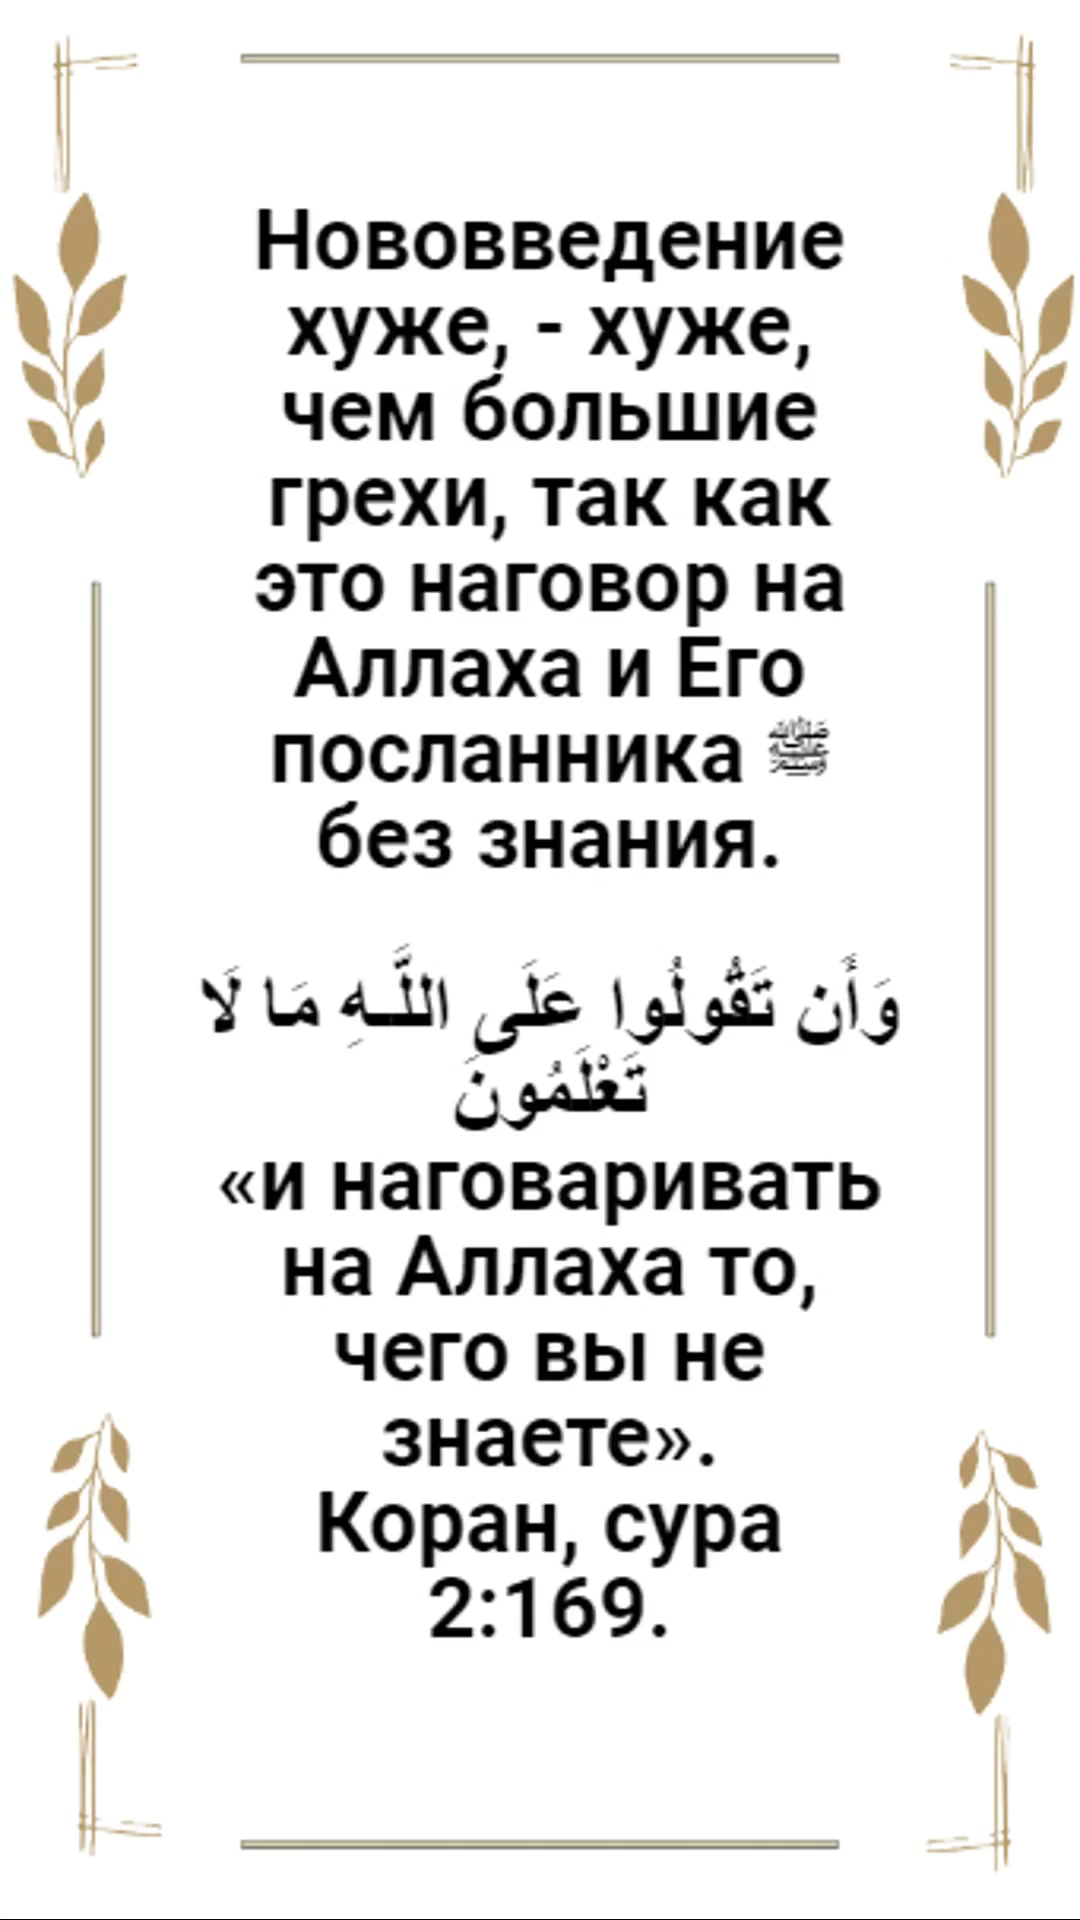 Нововведение
хуже, - хуже,
чем большие
грехи, так как
это наговор на
Аллаха и Его
посланника ﷺ
без знания.
وَأَن تَقُولُوا عَلَى اللَّـهِ مَا لَا
تَعْلَمُونَ
«и наговаривать
на Аллаха то,
чего вы не
знаете».
Коран, сура
2:169.